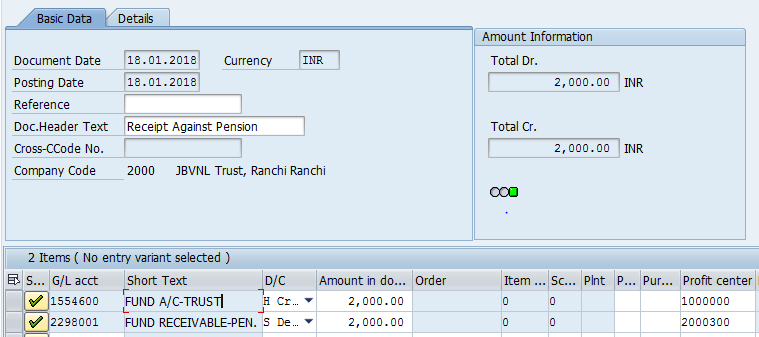 Basic Data Details
Document Date 18.01.2018 Currency INR
Posting Date 18.01.2018
Reference
Doc.Header Text Receipt Against Pension
Cross-CCode No.
Company Code 2000 JBVNL Trust, Ranchi Ranchi
Amount Information
Total Dr.
2,000.00 INR
Total Cr.
2,000.00 INR
2 Items ( No entry variant selected )
S... G/L acct Short Text D/C Amount in do... Order Item ... Sc... Plnt P... Pur... Profit center
1554600 FUND A/C-TRUST H Cr... 2,000.00 0 0 1000000
2298001 FUND RECEIVABLE-PEN. S De... 2,000.00 0 0 2000300